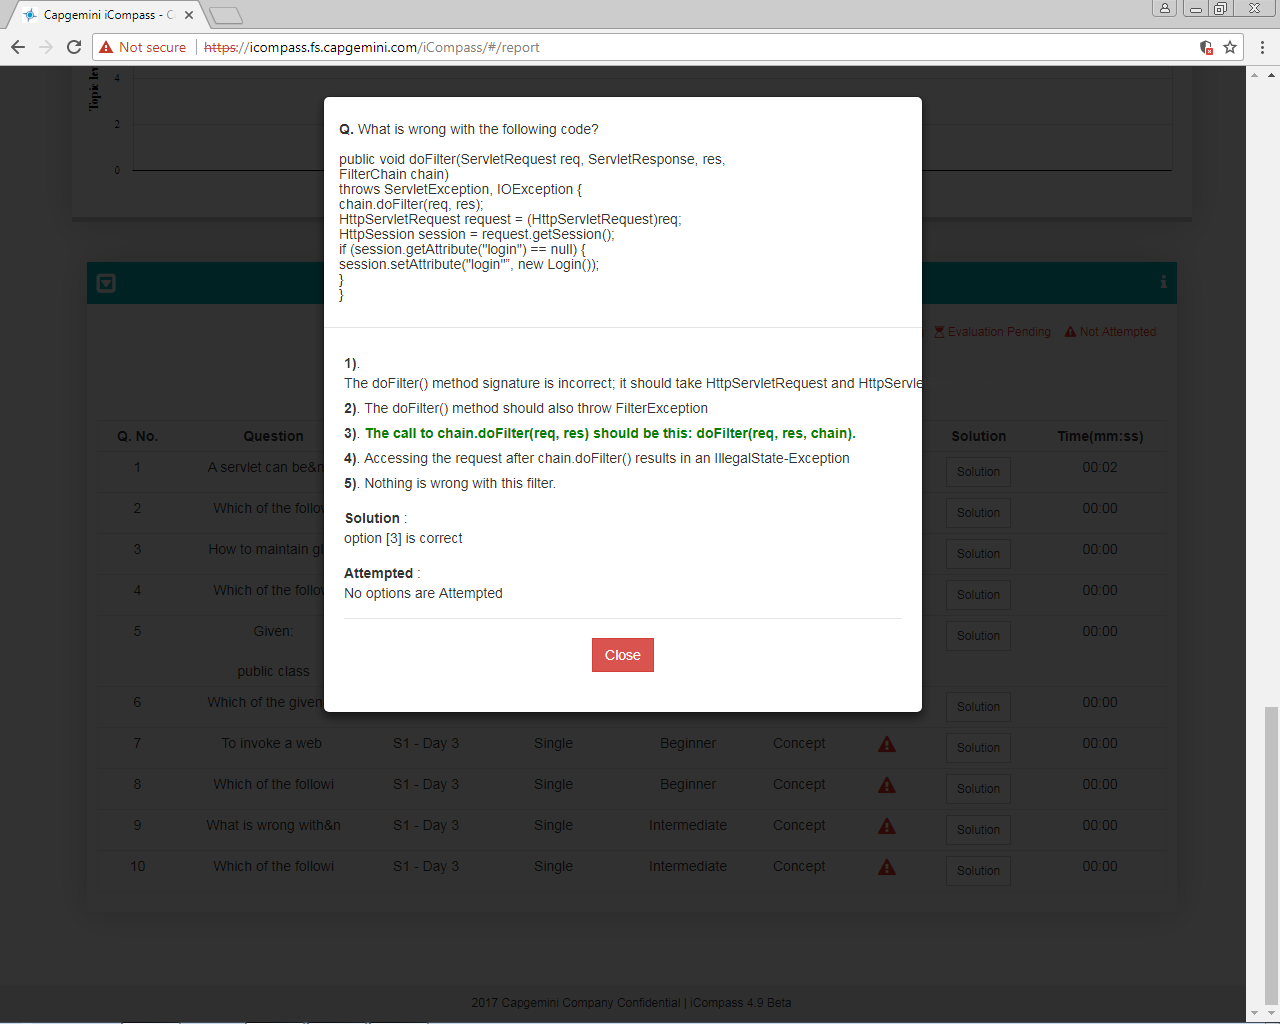 Capgemini iCompass - C
Not secure https://icompass.fs.capgemini.com/iCompass/#/report
Topic lev
4
2
0
Q. What is wrong with the following code?
public void doFilter(ServletRequest req, ServletResponse, res,
FilterChain chain)
throws ServletException, IOException {
chain.doFilter(req, res);
HttpServletRequest request = (HttpServletRequest)req;
HttpSession session = request.getSession();
if (session.getAttribute("login") == null) {
session.setAttribute("login"”, new Login());
}
}
1).
The doFilter() method signature is incorrect; it should take HttpServletRequest and HttpServle
2). The doFilter() method should also throw FilterException
3). The call to chain.doFilter(req, res) should be this: doFilter(req, res, chain).
4). Accessing the request after chain.doFilter() results in an IllegalState-Exception
5). Nothing is wrong with this filter.
Solution :
option [3] is correct
Attempted :
No options are Attempted
Close
Evaluation Pending Not Attempted
Q. No. Question Solution Time(mm:ss)
1 A servlet can be&n Solution 00:02
2 Which of the follow Solution 00:00
3 How to maintain gl Solution 00:00
4 Which of the follow Solution 00:00
5 Given: Solution 00:00
public class
6 Which of the given Solution 00:00
7 To invoke a web S1 - Day 3 Single Beginner Concept Solution 00:00
8 Which of the followi S1 - Day 3 Single Beginner Concept Solution 00:00
9 What is wrong with&n S1 - Day 3 Single Intermediate Concept Solution 00:00
10 Which of the followi S1 - Day 3 Single Intermediate Concept Solution 00:00
2017 Capgemini Company Confidential | iCompass 4.9 Beta